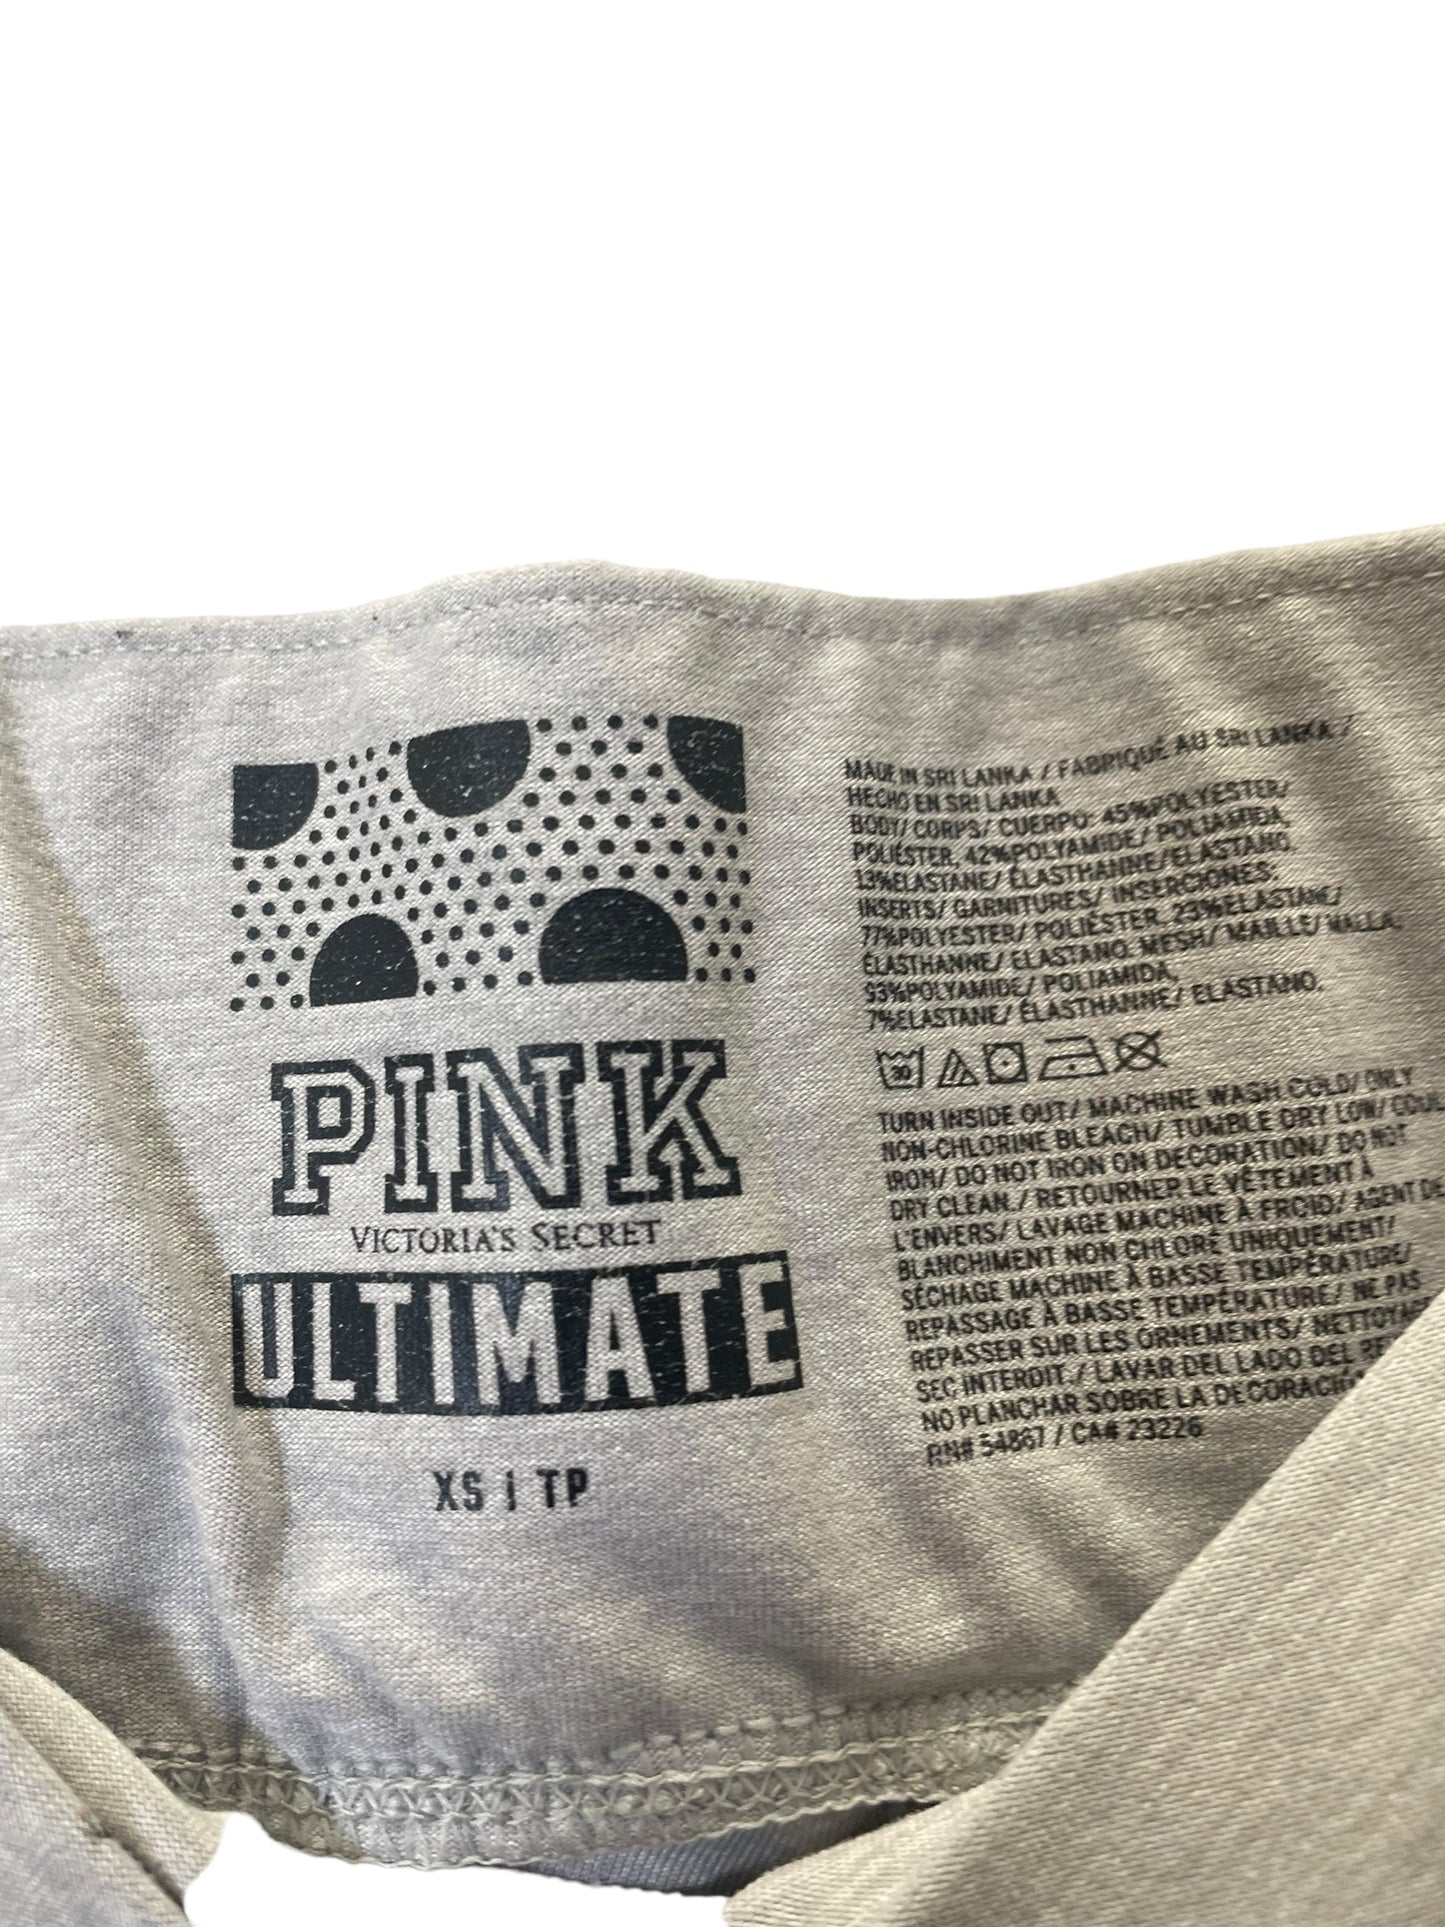 PINK
VICTORIA'S SECRET
ULTIMATE
XS | TP
MADE IN SRI LANKA / FABRIQUÉ AU SRI LANKA /
HECHO EN SRI LANKA
BODY/ CORPS/ CUERPO: 45%POLYESTER/
POLIÉSTER, 42%POLYAMIDE/ POLIAMIDA,
13%ELASTANE/ ÉLASTHANNE/ELASTANO.
INSERTS/ GARNITURES/ INSERCIONES:
77%POLYESTER/ POLIÉSTER, 23%ELASTANE/
ÉLASTHANNE/ ELASTANO. MESH/ MAILLE/ MALLA.
93%POLYAMIDE/ POLIAMIDA,
7%ELASTANE/ ÉLASTHANNE/ ELASTANO.
30
TURN INSIDE OUT/ MACHINE WASH COLD/ ONLY
NON-CHLORINE BLEACH/ TUMBLE DRY LOW/ COOL
IRON/ DO NOT IRON ON DECORATION/ DO NOT
DRY CLEAN. / RETOURNER LE VÊTEMENT À
L'ENVERS/ LAVAGE MACHINE À FROID/ AGENT DE
BLANCHIMENT NON CHLORÉ UNIQUEMENT/
SÉCHAGE MACHINE À BASSE TEMPÉRATURE/
REPASSAGE À BASSE TEMPÉRATURE/ NE PAS
REPASSER SUR LES ORNEMENTS/ NETTOYAGE
SEC INTERDIT. / LAVAR DEL LADO DEL
NO PLANCHAR SOBRE LA DECORACIÓN
RN# 54867 / CA# 23226